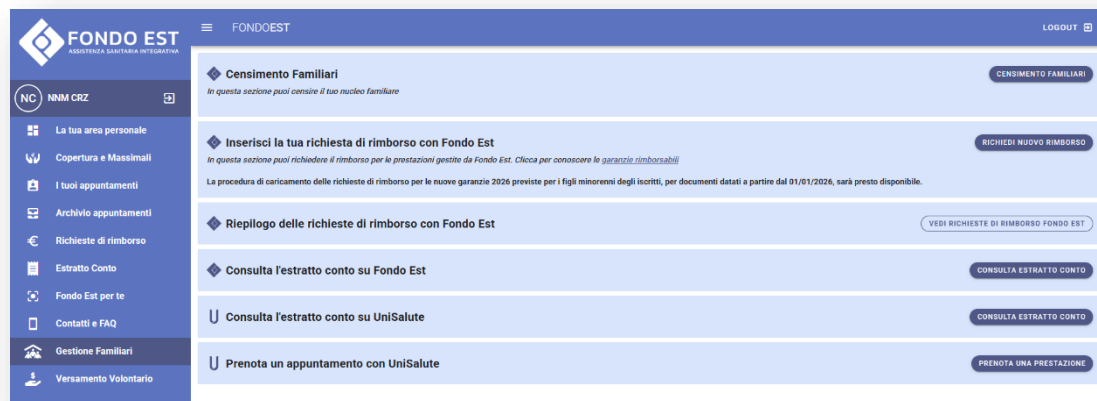 FONDO EST
ASSISTENZA SANITARIA INTEGRATIVA
FONDOEST
LOGOUT
NC NNM CRZ
La tua area personale
Copertura e Massimali
I tuoi appuntamenti
Archivio appuntamenti
Richieste di rimborso
Estratto Conto
Fondo Est per te
Contatti e FAQ
Gestione Familiari
Versamento Volontario
Censimento Familiari
In questa sezione puoi censire il tuo nucleo familiare
CENSIMENTO FAMILIARI
Inserisci la tua richiesta di rimborso con Fondo Est
In questa sezione puoi richiedere il rimborso per le prestazioni gestite da Fondo Est. Clicca per conoscere le garanzie rimborsabili
La procedura di caricamento delle richieste di rimborso per le nuove garanzie 2026 previste per i figli minorenni degli iscritti, per documenti datati a partire dal 01/01/2026, sarà presto disponibile.
RICHIEDI NUOVO RIMBORSO
Riepilogo delle richieste di rimborso con Fondo Est
VEDI RICHIESTE DI RIMBORSO FONDO EST
Consulta l'estratto conto su Fondo Est
CONSULTA ESTRATTO CONTO
Consulta l'estratto conto su UniSalute
CONSULTA ESTRATTO CONTO
Prenota un appuntamento con UniSalute
PRENOTA UNA PRESTAZIONE